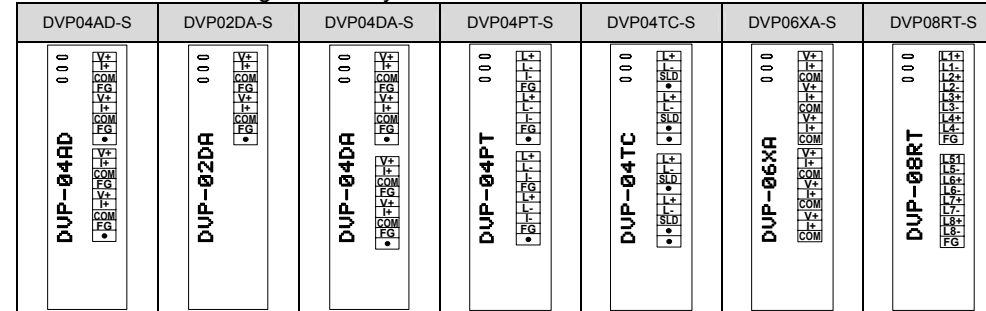 DVP04AD-S DVP02DA-S DVP04DA-S DVP04PT-S DVP04TC-S DVP06XA-S DVP08RT-S
DVP-04AD
V+
I+
COM
FG
V+
I+
COM
FG
•
V+
I+
COM
FG
V+
I+
COM
FG
•
DVP-02DA
V+
I+
COM
FG
V+
I+
COM
FG
•
DVP-04DA
V+
I+
COM
FG
V+
I+
COM
FG
•
V+
I+
COM
FG
V+
I+
COM
FG
•
DVP-04PT
L+
L-
I-
FG
L+
L-
I-
FG
•
L+
L-
I-
FG
L+
L-
I-
FG
•
DVP-04TC
L+
L-
SLD
•
L+
L-
SLD
•
•
L+
L-
SLD
•
L+
L-
SLD
•
•
DVP-06XA
V+
I+
COM
V+
I+
COM
V+
I+
COM
V+
I+
COM
V+
I+
COM
V+
I+
COM
DVP-08RT
L1+
L1-
L2+
L2-
L3+
L3-
L4+
L4-
FG
L51
L5-
L6+
L6-
L7+
L7-
L8+
L8-
FG